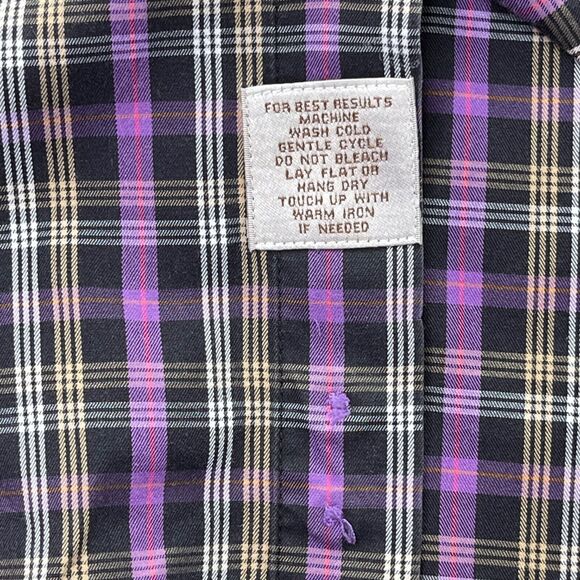 FOR BEST RESULTS
MACHINE
WASH COLD
GENTLE CYCLE
DO NOT BLEACH
LAY FLAT OR
HANG DRY
TOUCH UP WITH
WARM IRON
IF NEEDED